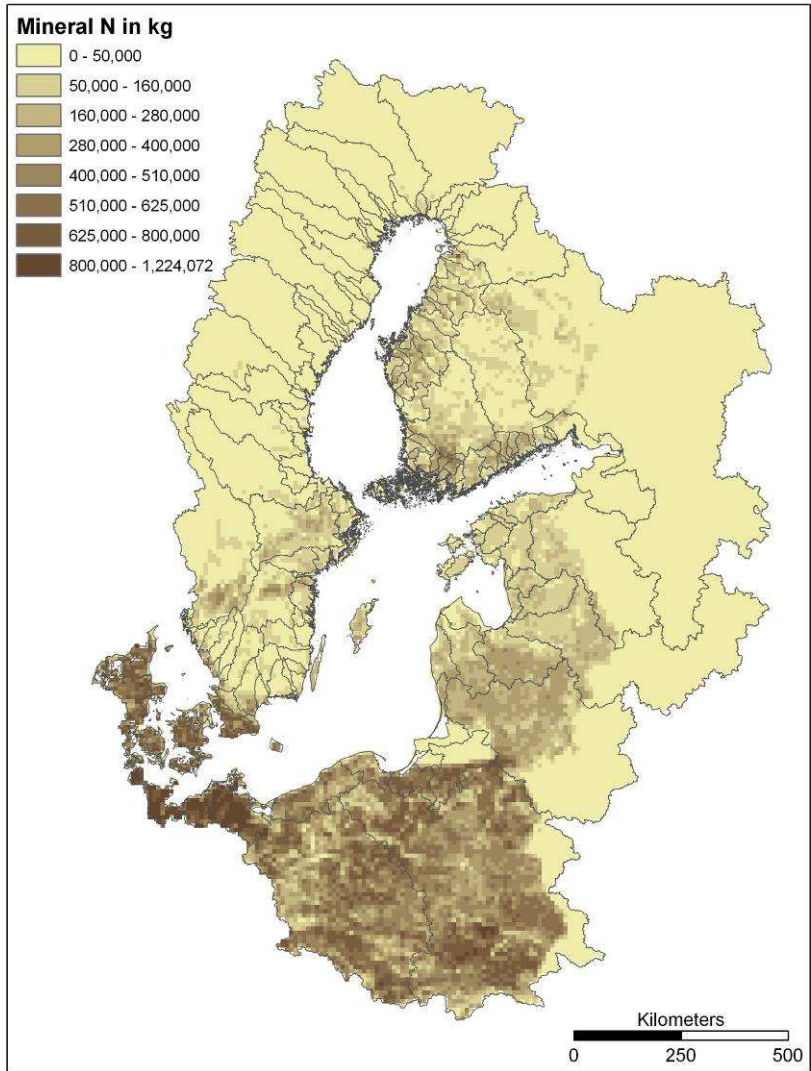 Mineral N in kg
0 - 50,000
50,000 - 160,000
160,000 - 280,000
280,000 - 400,000
400,000 - 510,000
510,000 - 625,000
625,000 - 800,000
800,000 - 1,224,072
Kilometers
0 250 500